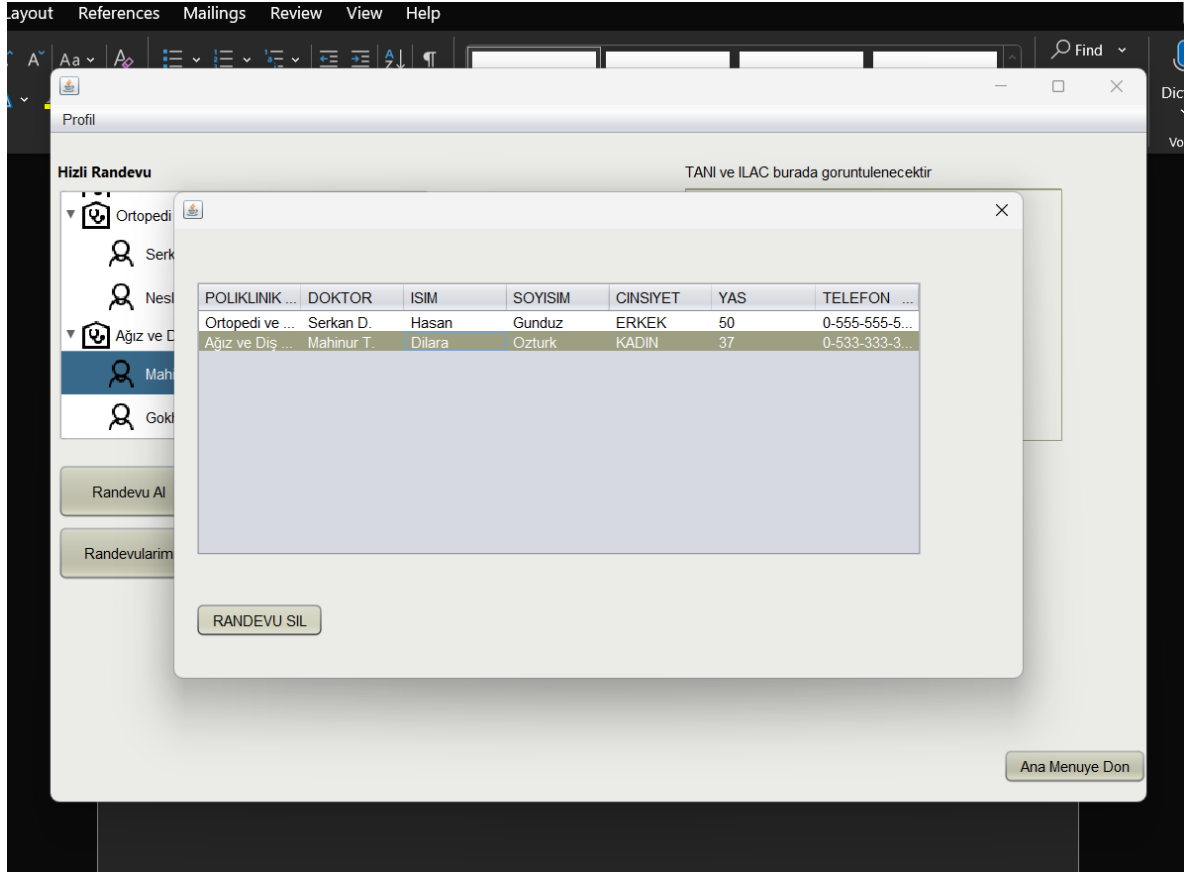 Layout References Mailings Review View Help
Aa Find
Profil
Hizli Randevu TANI ve ILAC burada goruntulenecektir
Ortopedi
Serk
Nesl
Ağız ve D
Mahi
Gokh
POLIKLINIK ... DOKTOR ISIM SOYISIM CINSIYET YAS TELEFON ...
Ortopedi ve ... Serkan D. Hasan Gunduz ERKEK 50 0-555-555-5...
Ağız ve Diş ... Mahinur T. Dilara Ozturk KADIN 37 0-533-333-3...
Randevu Al
Randevularim
RANDEVU SIL
Ana Menuye Don